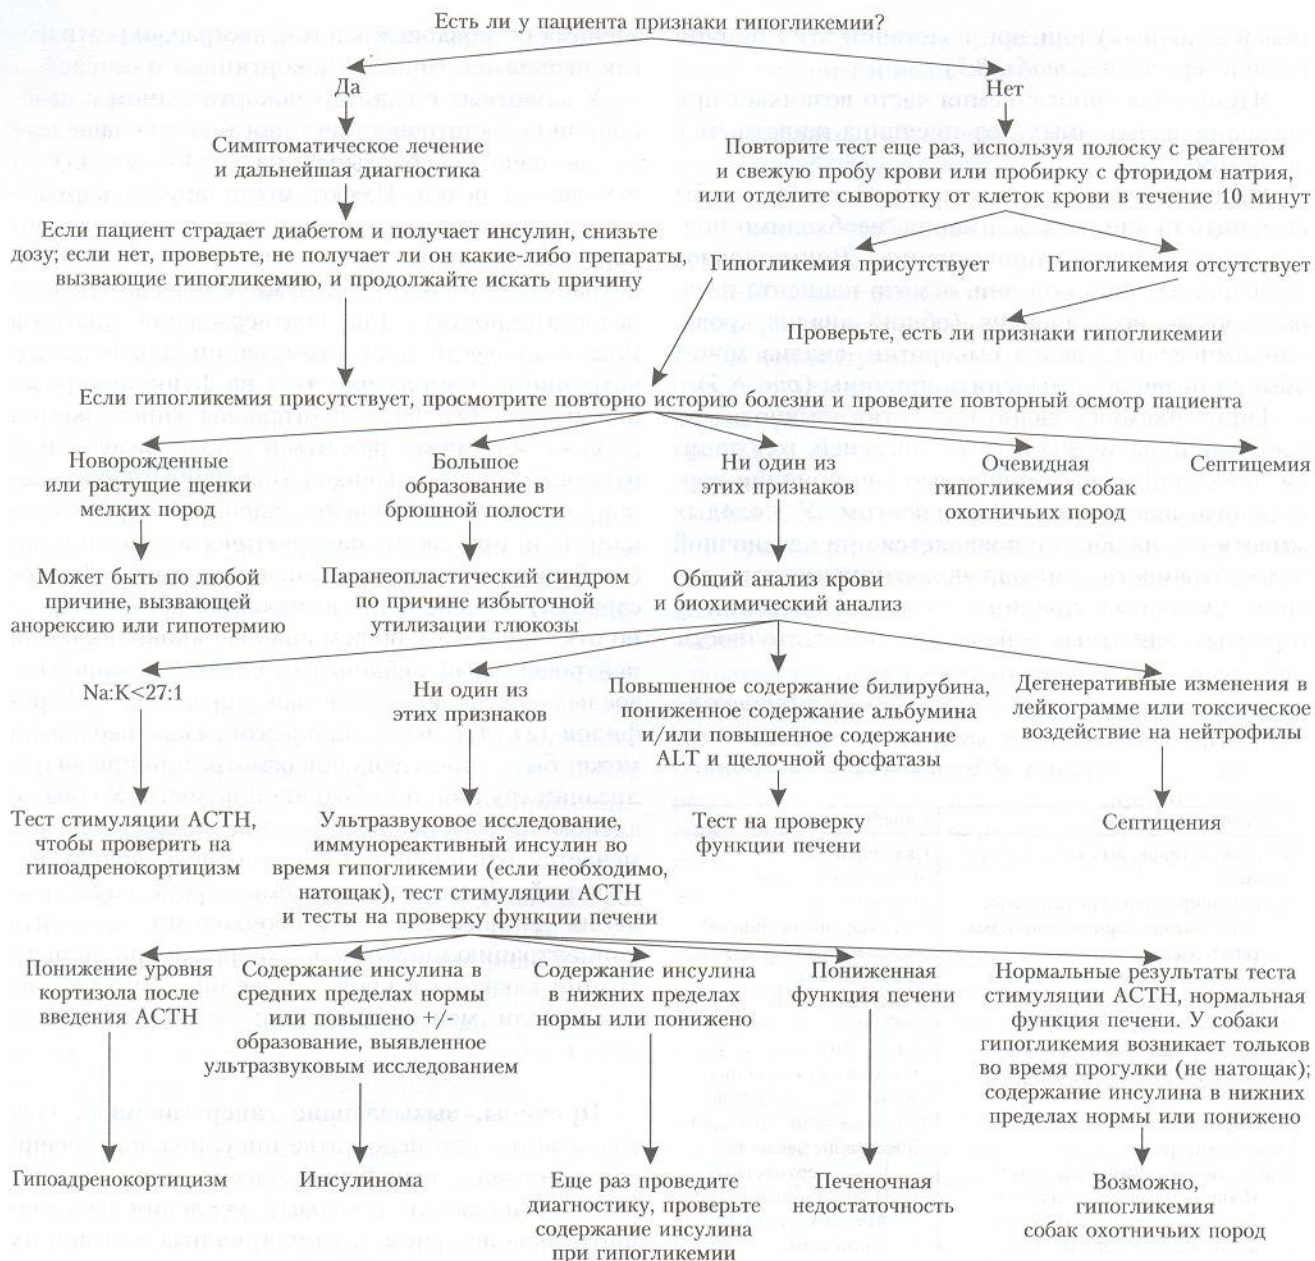 Есть ли у пациента признаки гипогликемии?
Да
Нет
Симптоматическое лечение
и дальнейшая диагностика
Повторите тест еще раз, используя полоску с реагентом
и свежую пробу крови или пробирку с фторидом натрия,
или отделите сыворотку от клеток крови в течение 10 минут
Если пациент страдает диабетом и получает инсулин, снизьте
дозу; если нет, проверьте, не получает ли он какие-либо препараты,
вызывающие гипогликемию, и продолжайте искать причину
Гипогликемия присутствует
Гипогликемия отсутствует
Проверьте, есть ли признаки гипогликемии
Если гипогликемия присутствует, просмотрите повторно историю болезни и проведите повторный осмотр пациента
Новорожденные
или растущие щенки
мелких пород
Большое
образование в
брюшной полости
Ни один из
этих признаков
Очевидная
гипогликемия собак
охотничьих пород
Септицемия
Может быть по любой
причине, вызывающей
анорексию или гипотермию
Паранеопластический синдром
по причине избыточной
утилизации глюкозы
Общий анализ крови
и биохимический анализ
Na:K<27:1
Ни один из
этих признаков
Повышенное содержание билирубина,
пониженное содержание альбумина
и/или повышенное содержание
ALT и щелочной фосфатазы
Дегенеративные изменения в
лейкограмме или токсическое
воздействие на нейтрофилы
Тест стимуляции АСТН,
чтобы проверить на
гипоадренокортицизм
Ультразвуковое исследование,
иммунореактивный инсулин во
время гипогликемии (если необходимо,
натощак), тест стимуляции АСТН
и тесты на проверку функции печени
Тест на проверку
функции печени
Септицения
Понижение уровня
кортизола после
введения АСТН
Содержание инсулина в
средних пределах нормы
или повышено +/-
образование, выявленное
ультразвуковым исследованием
Содержание инсулина
в нижних пределах
нормы или понижено
Пониженная
функция печени
Нормальные результаты теста
стимуляции АСТН, нормальная
функция печени. У собаки
гипогликемия возникает только
во время прогулки (не натощак);
содержание инсулина в нижних
пределах нормы или понижено
Гипоадренокортицизм
Инсулинома
Еще раз проведите
диагностику, проверьте
содержание инсулина
при гипогликемии
Печеночная
недостаточность
Возможно,
гипогликемия
собак охотничьих пород